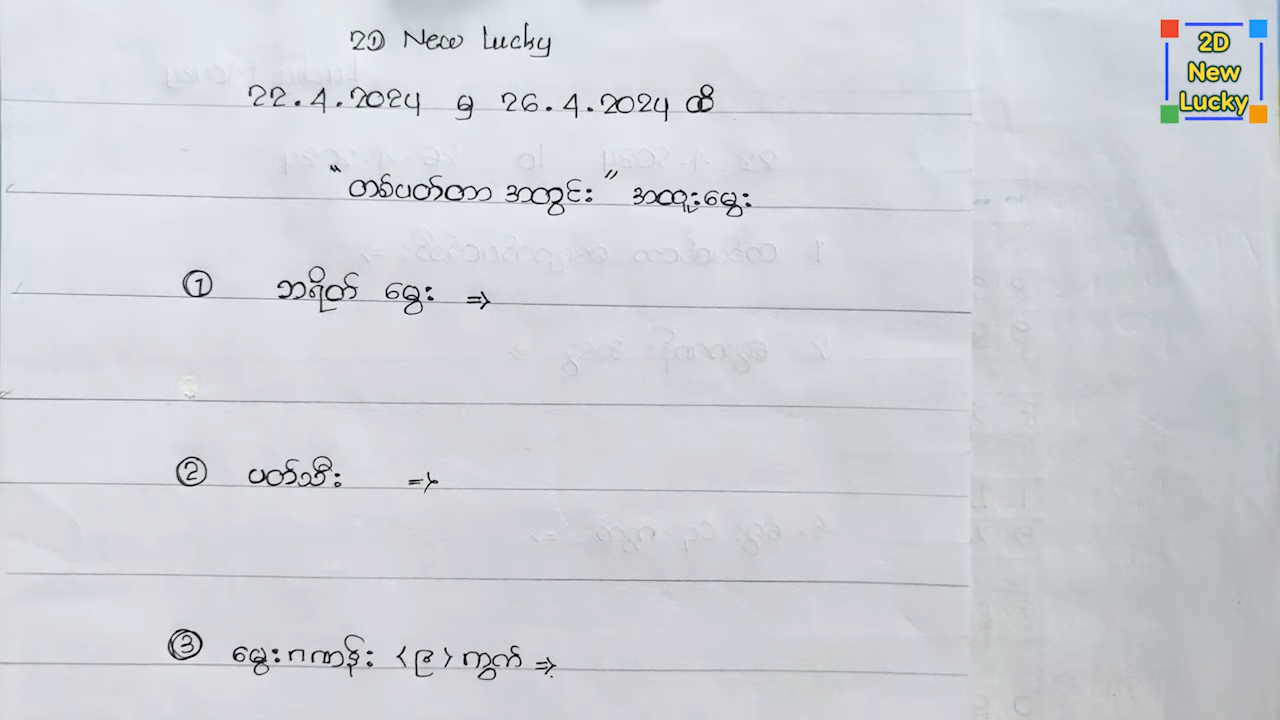 2D New Lucky
22.4.2024 မှ 26.4.2024 ထိ
"တစ်ပတ်တာ အတွင်း" အထူးမွေး
① ဘရိတ် မွေး ⇒
② ပတ်သီး ⇒
③ မွေးဂဏန်း <၉> ကွက် ⇒
2D
New
Lucky